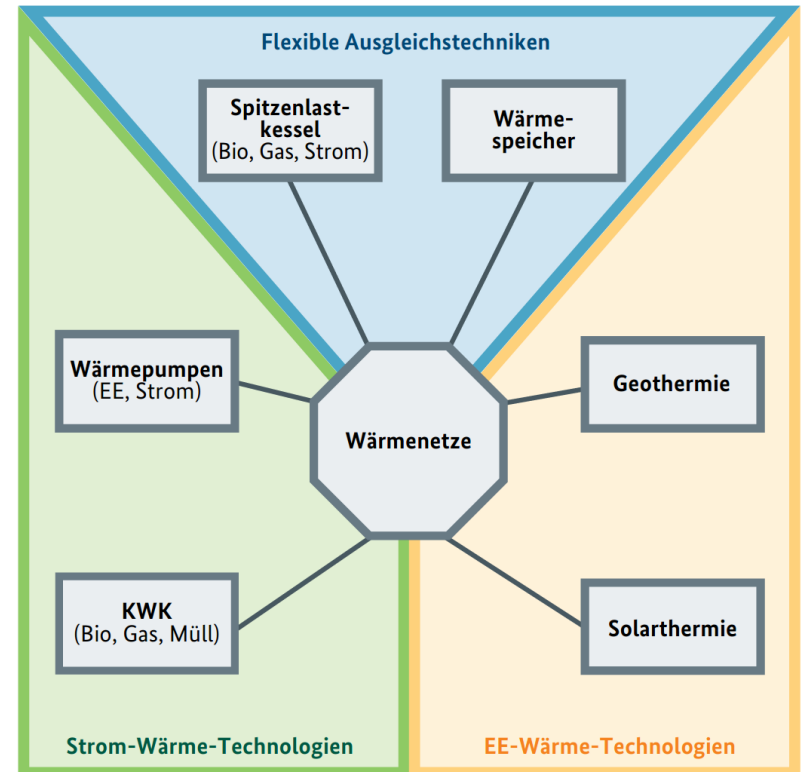 Flexible Ausgleichstechniken
Spitzenlast-
kessel
(Bio, Gas, Strom)
Wärme-
speicher
Wärmepumpen
(EE, Strom)
Geothermie
Wärmenetze
KWK
(Bio, Gas, Müll)
Solarthermie
Strom-Wärme-Technologien
EE-Wärme-Technologien